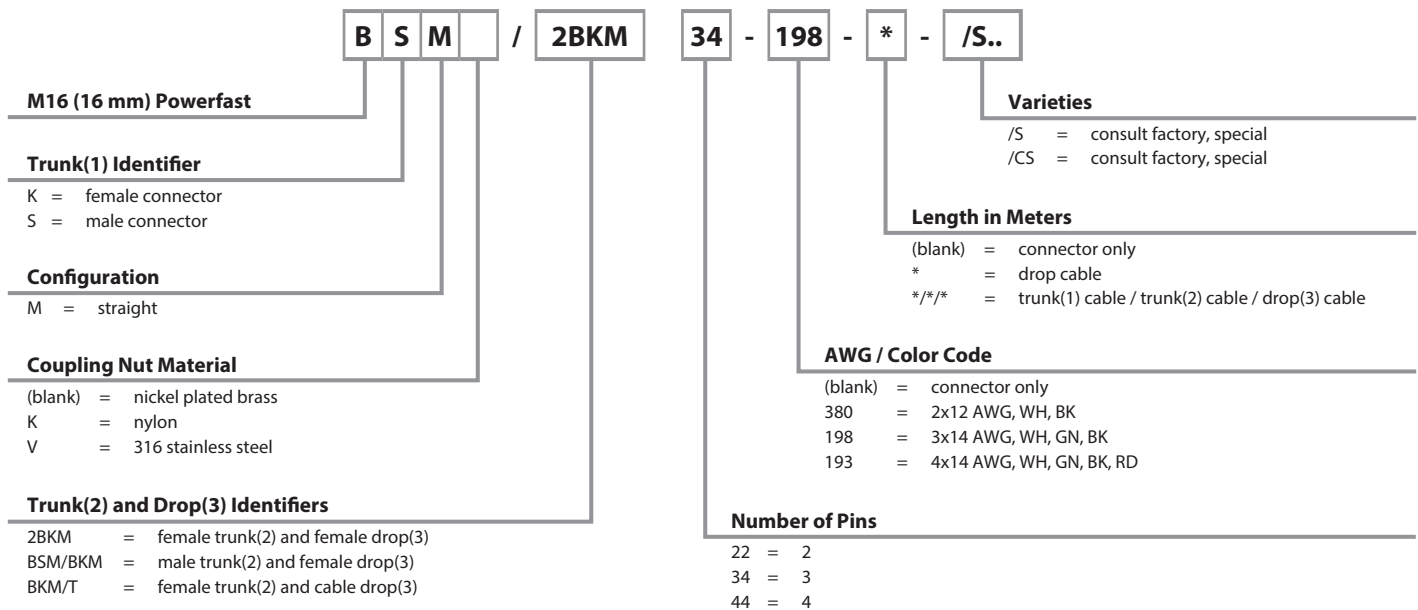 B S M / 2BKM 34 - 198 - * - /S..
M16 (16 mm) Powerfast
Trunk(1) Identifier
K = female connector
S = male connector
Configuration
M = straight
Coupling Nut Material
(blank) = nickel plated brass
K = nylon
V = 316 stainless steel
Trunk(2) and Drop(3) Identifiers
2BKM = female trunk(2) and female drop(3)
BSM/BKM = male trunk(2) and female drop(3)
BKM/T = female trunk(2) and cable drop(3)
Varieties
/S = consult factory, special
/CS = consult factory, special
Length in Meters
(blank) = connector only
* = drop cable
*/*/* = trunk(1) cable / trunk(2) cable / drop(3) cable
AWG / Color Code
(blank) = connector only
380 = 2x12 AWG, WH, BK
198 = 3x14 AWG, WH, GN, BK
193 = 4x14 AWG, WH, GN, BK, RD
Number of Pins
22 = 2
34 = 3
44 = 4